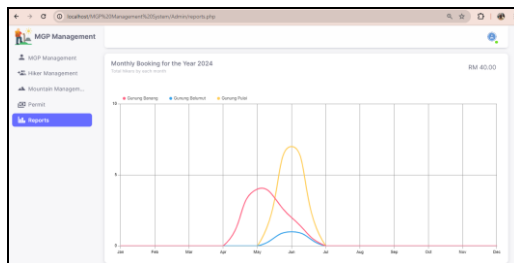 localhost/MGP%20Management%20System/Admin/reports.php
MGP Management
MGP Management
Hiker Management
Mountain Managem...
Permit
Reports
Monthly Booking for the Year 2024
Total hikers by each month
RM 40.00
Gunung Berang Gunung Belumut Gunung Pulai
10
5
0
Jan Feb Mar Apr May Jun Jul Aug Sep Oct Nov Dec